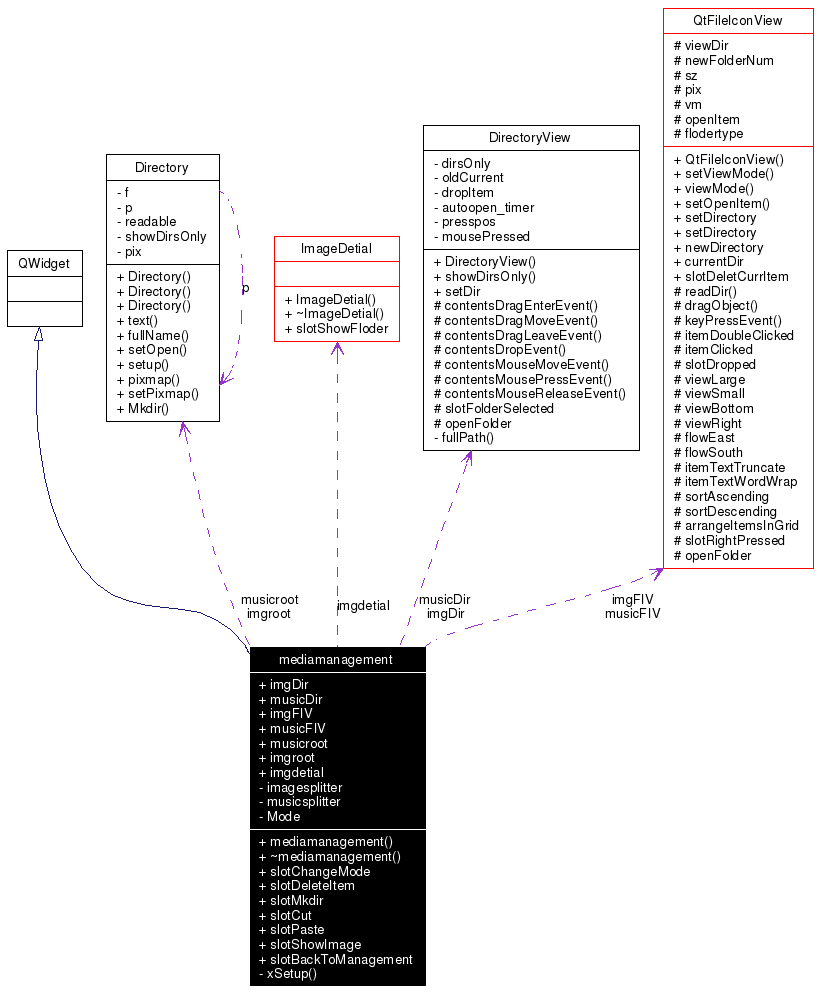 QtFileIconView
# viewDir
# newFolderNum
# sz
# pix
# vm
# openItem
# flodertype
+ QtFileIconView()
+ setViewMode()
+ viewMode()
+ setOpenItem()
+ setDirectory
+ setDirectory
+ newDirectory
+ currentDir
+ slotDeletCurrItem
# readDir()
# dragObject()
# keyPressEvent()
# itemDoubleClicked
# itemClicked
# slotDropped
# viewLarge
# viewSmall
# viewBottom
# viewRight
# flowEast
# flowSouth
# itemTextTruncate
# itemTextWordWrap
# sortAscending
# sortDescending
# arrangeItemsInGrid
# slotRightPressed
# openFolder
DirectoryView
- dirsOnly
- oldCurrent
- dropItem
- autoopen_timer
- presspos
- mousePressed
+ DirectoryView()
+ showDirsOnly()
+ setDir
# contentsDragEnterEvent()
# contentsDragMoveEvent()
# contentsDragLeaveEvent()
# contentsDropEvent()
# contentsMouseMoveEvent()
# contentsMousePressEvent()
# contentsMouseReleaseEvent()
# slotFolderSelected
# openFolder
- fullPath()
Directory
- f
- p
- readable
- showDirsOnly
- pix
+ Directory()
+ Directory()
+ Directory()
+ text()
+ fullName()
+ setOpen()
+ setup()
+ pixmap()
+ setPixmap()
+ Mkdir()
p
ImageDetial
+ ImageDetial()
+ ~ImageDetial()
+ slotShowFloder
QWidget
musicroot
imgroot
imgdetial
musicDir
imgDir
imgFIV
musicFIV
mediamanagement
+ imgDir
+ musicDir
+ imgFIV
+ musicFIV
+ musicroot
+ imgroot
+ imgdetial
- imagesplitter
- musicsplitter
- Mode
+ mediamanagement()
+ ~mediamanagement()
+ slotChangeMode
+ slotDeleteItem
+ slotMkdir
+ slotCut
+ slotPaste
+ slotShowImage
+ slotBackToManagement
- xSetup()